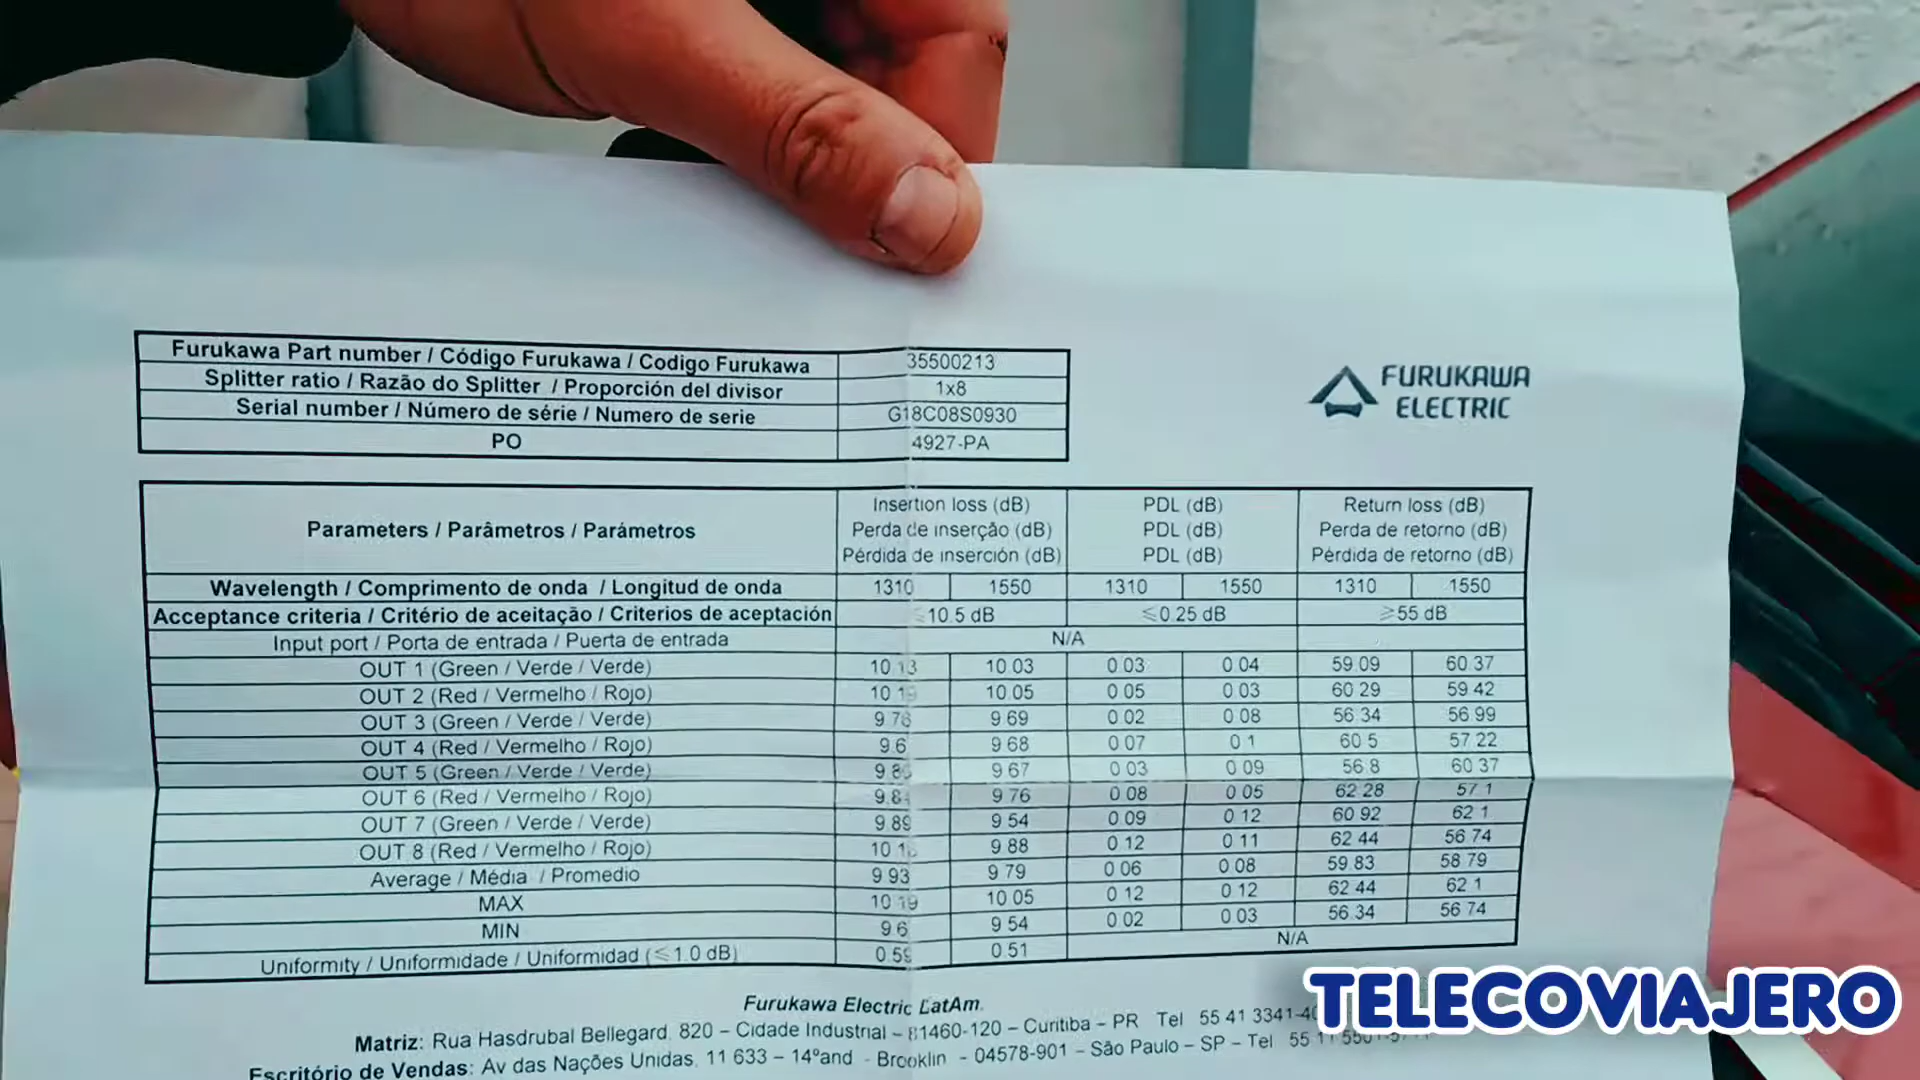 Furukawa Part number / Código Furukawa / Codigo Furukawa 35500213
Splitter ratio / Razão do Splitter / Proporción del divisor 1x8
Serial number / Número de série / Numero de serie G18C08S0930
PO 4927-PA
FURUKAWA
ELECTRIC
Parameters / Parâmetros / Parámetros
Insertion loss (dB) PDL (dB) Return loss (dB)
Perda de inserção (dB) PDL (dB) Perda de retorno (dB)
Pérdida de inserción (dB) PDL (dB) Pérdida de retorno (dB)
Wavelength / Comprimento de onda / Longitud de onda 1310 1550 1310 1550 1310 1550
Acceptance criteria / Critério de aceitação / Criterios de aceptación ≤10.5 dB ≤0.25 dB ≥55 dB
Input port / Porta de entrada / Puerta de entrada N/A
OUT 1 (Green / Verde / Verde) 10.13 10.03 0.03 0.04 59.09 60.37
OUT 2 (Red / Vermelho / Rojo) 10.19 10.05 0.05 0.03 60.29 59.42
OUT 3 (Green / Verde / Verde) 9.69 0.02 0.08 56.34 56.99
OUT 4 (Red / Vermelho / Rojo) 9.6 9.68 0.07 0.1 60.5 57.22
OUT 5 (Green / Verde / Verde) 9.67 0.03 0.09 56.8 60.37
OUT 6 (Red / Vermelho / Rojo) 9.76 0.08 0.05 62.28 57.1
OUT 7 (Green / Verde / Verde) 9.89 9.54 0.09 0.12 60.92 62.1
OUT 8 (Red / Vermelho / Rojo) 9.88 0.12 0.11 62.44 56.74
Average / Média / Promedio 9.93 9.79 0.06 0.08 59.83 58.79
MAX 10.19 10.05 0.12 0.12 62.44 62.1
MIN 9.6 9.54 0.02 0.03 56.34 56.74
Uniformity / Uniformidade / Uniformidad (≤1.0 dB) 0.59 0.51 N/A
Furukawa Electric LatAm.
Matriz: Rua Hasdrubal Bellegard, 820 – Cidade Industrial – 81460-120 – Curitiba – PR Tel 55 41 3341-40
Escritório de Vendas: Av das Nações Unidas, 11.633 – 14ºand - Brooklin - 04578-901 – São Paulo – SP – Tel 55 11
TELECOVIAJERO